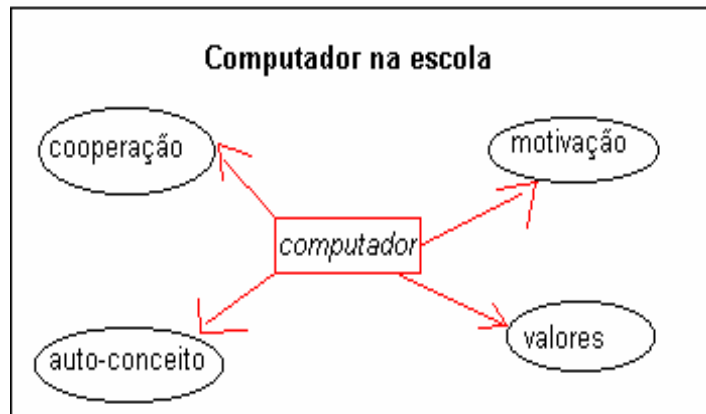 Computador na escola
cooperação
motivação
computador
auto-conceito
valores